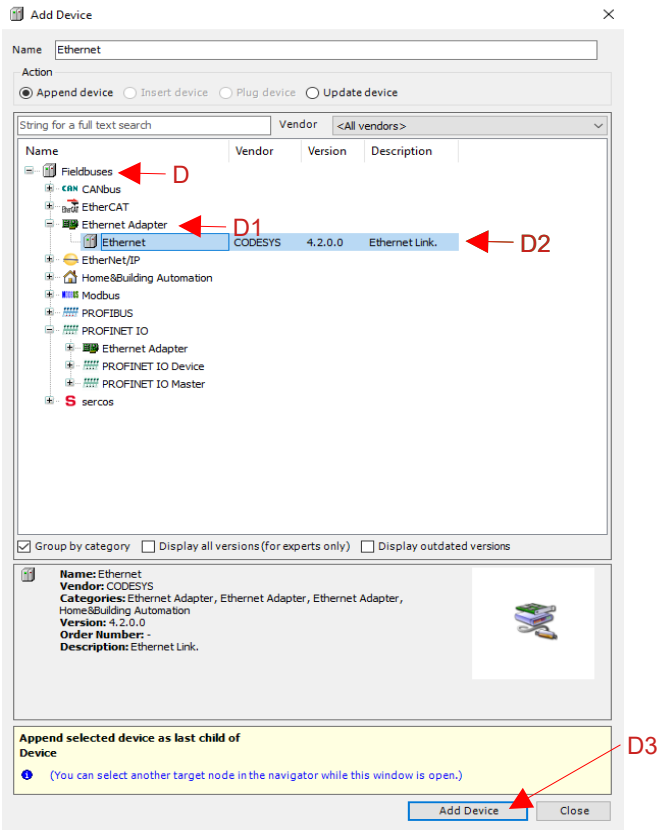 Add Device
Name Ethernet
Action
Append device Insert device Plug device Update device
String for a full text search Vendor <All vendors>
Name Vendor Version Description
Fieldbuses D
CAN CANbus
EtherCAT EtherCAT
Ethernet Adapter D1
Ethernet CODESYS 4.2.0.0 Ethernet Link. D2
EtherNet/IP
Home&Building Automation
Modbus
PROFIBUS
PROFINET IO
Ethernet Adapter
PROFINET IO Device
PROFINET IO Master
S sercos
Group by category Display all versions (for experts only) Display outdated versions
Name: Ethernet
Vendor: CODESYS
Categories: Ethernet Adapter, Ethernet Adapter, Ethernet Adapter,
Home&Building Automation
Version: 4.2.0.0
Order Number: -
Description: Ethernet Link.
Append selected device as last child of
Device
D3
(You can select another target node in the navigator while this window is open.)
Add Device Close